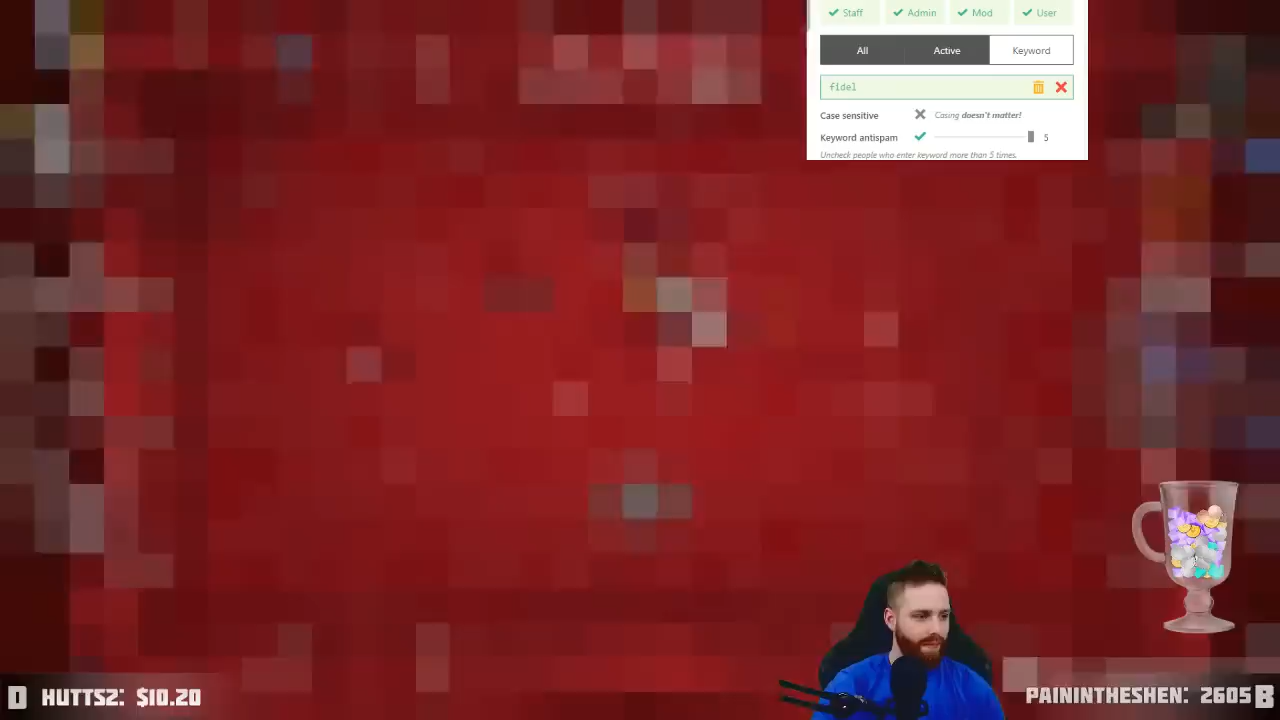 Staff Admin Mod User
All Active Keyword
fidel
Case sensitive Casing doesn't matter!
Keyword antispam 5
Uncheck people who enter keyword more than 5 times.
D HUTTSZ: $10.20
PAININTHESHEN: 2605 B